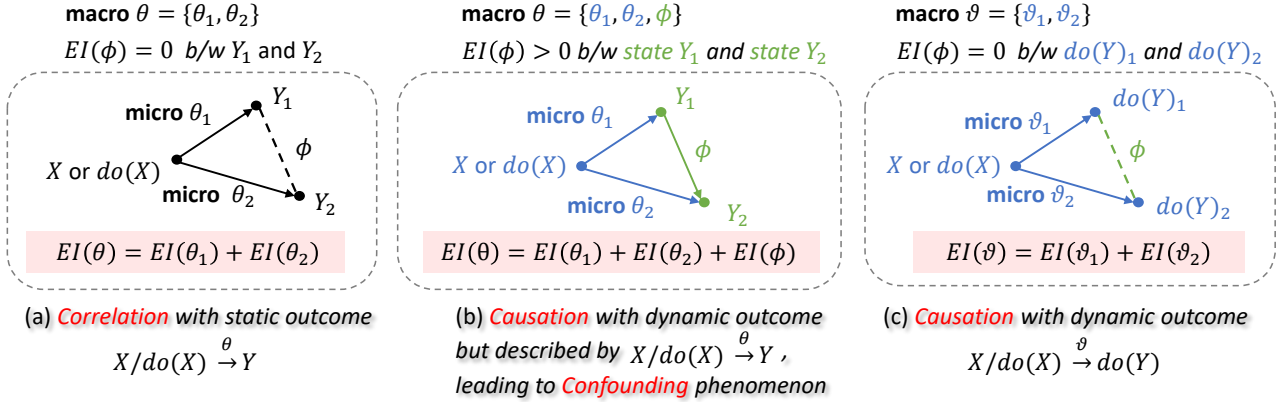 macro θ = {θ₁, θ₂}
EI(ϕ) = 0 b/w Y₁ and Y₂
Y₁
micro θ₁
ϕ
X or do(X)
micro θ₂
Y₂
EI(θ) = EI(θ₁) + EI(θ₂)
(a) Correlation with static outcome
X/do(X) →^θ Y
macro θ = {θ₁, θ₂, ϕ}
EI(ϕ) > 0 b/w state Y₁ and state Y₂
Y₁
micro θ₁
ϕ
X or do(X)
micro θ₂
Y₂
EI(θ) = EI(θ₁) + EI(θ₂) + EI(ϕ)
(b) Causation with dynamic outcome
but described by X/do(X) →^θ Y ,
leading to Confounding phenomenon
macro ϑ = {ϑ₁, ϑ₂}
EI(ϕ) = 0 b/w do(Y)₁ and do(Y)₂
do(Y)₁
micro ϑ₁
ϕ
X or do(X)
micro ϑ₂
do(Y)₂
EI(ϑ) = EI(ϑ₁) + EI(ϑ₂)
(c) Causation with dynamic outcome
X/do(X) →^ϑ do(Y)